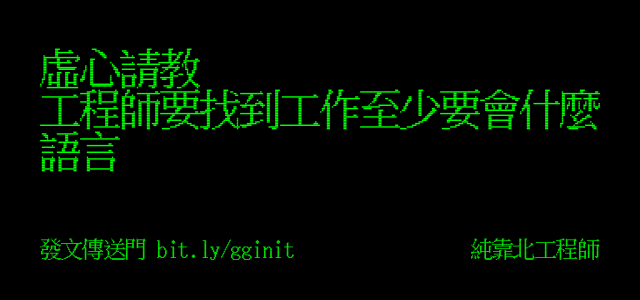 虛心請教
工程師要找到工作至少要會什麼
語言
發文傳送門 bit.ly/gginit
純靠北工程師